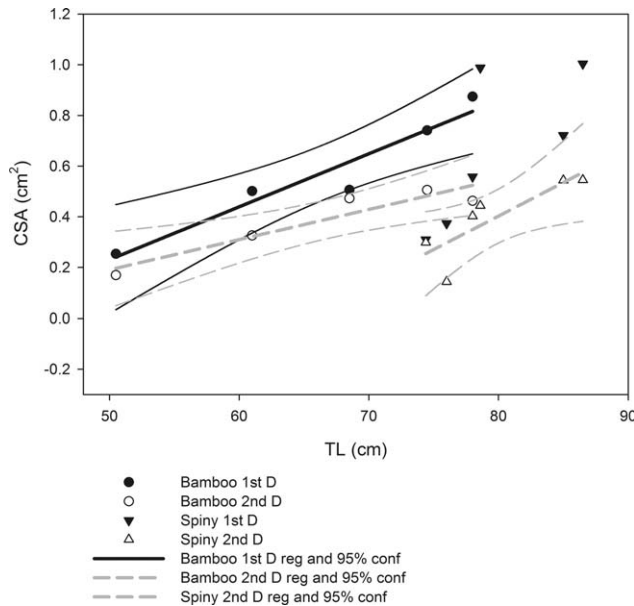 1.2
1.0
0.8
0.6
0.4
0.2
0.0
-0.2
CSA (cm²)
50 60 70 80 90
TL (cm)
Bamboo 1st D
Bamboo 2nd D
Spiny 1st D
Spiny 2nd D
Bamboo 1st D reg and 95% conf
Bamboo 2nd D reg and 95% conf
Spiny 2nd D reg and 95% conf